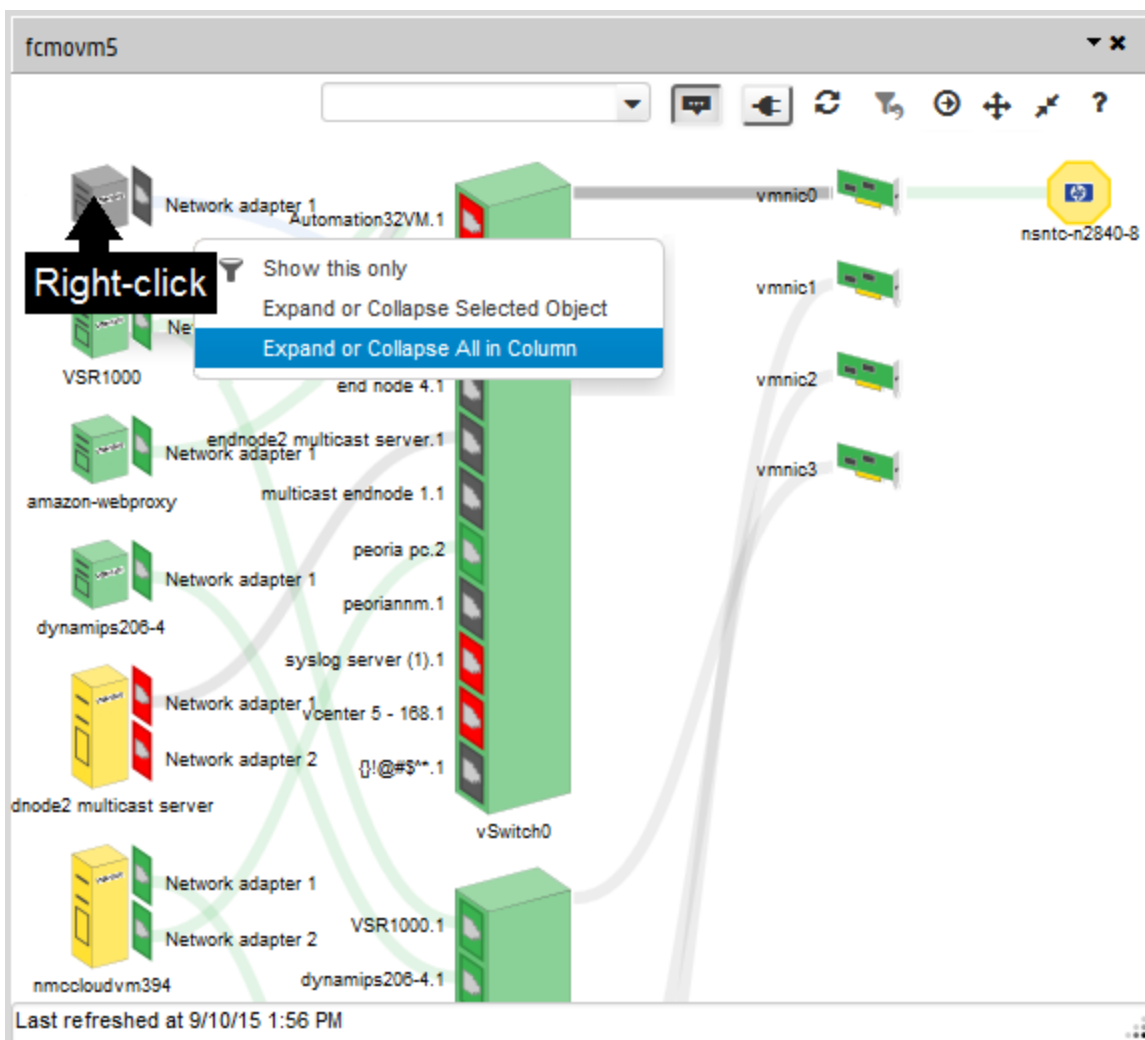 fcmovm5
?
Network adapter 1
Automation32VM.1
vmnic0
nsntc-n2840-8
Right-click
Show this only
Expand or Collapse Selected Object
Expand or Collapse All in Column
vmnic1
Ne
VSR1000
end node 4.1
vmnic2
endnode2 multicast server.1
Network adapter 1
amazon-webproxy
multicast endnode 1.1
vmnic3
peoria pc.2
Network adapter 1
dynamips206-4
peoriannm.1
syslog server (1).1
Network adapter 1
vcenter 5 - 168.1
Network adapter 2
{}!@#$^*.1
dnode2 multicast server
vSwitch0
Network adapter 1
VSR1000.1
Network adapter 2
nmccloudvm394
dynamips206-4.1
Last refreshed at 9/10/15 1:56 PM